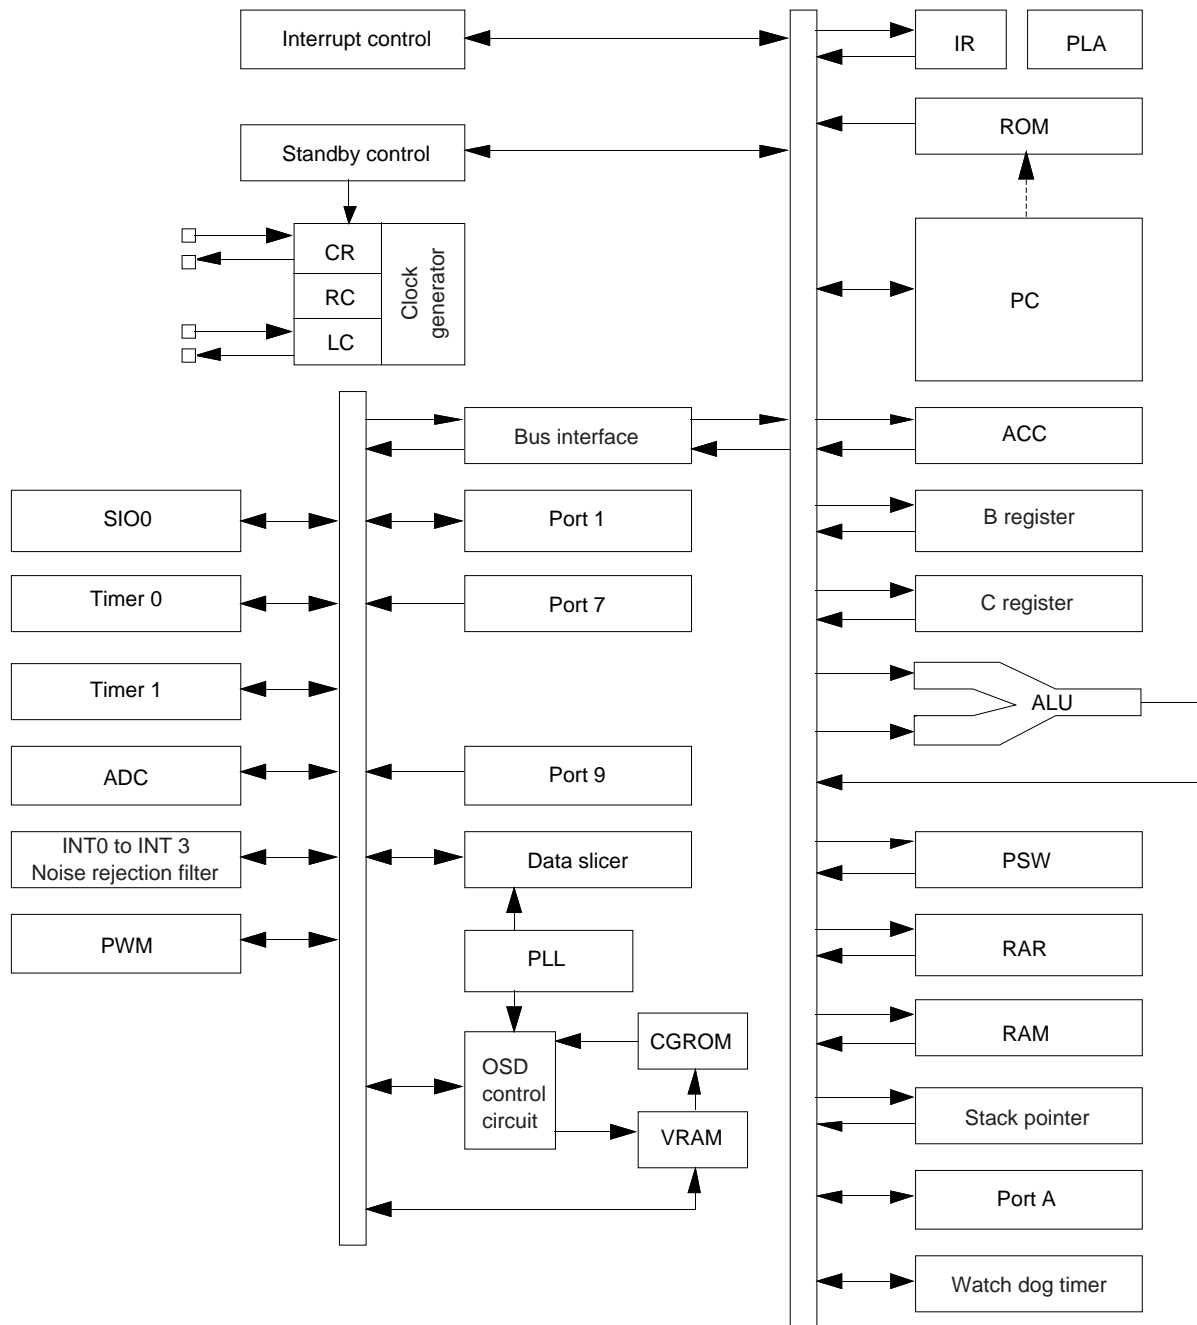 Interrupt control
IR
PLA
Standby control
ROM
CR
RC
LC
Clock
generator
PC
Bus interface
ACC
SIO0
Port 1
B register
Timer 0
Port 7
C register
Timer 1
ALU
ADC
Port 9
INT0 to INT 3
Noise rejection filter
Data slicer
PSW
PWM
PLL
RAR
OSD
control
circuit
CGROM
RAM
VRAM
Stack pointer
Port A
Watch dog timer